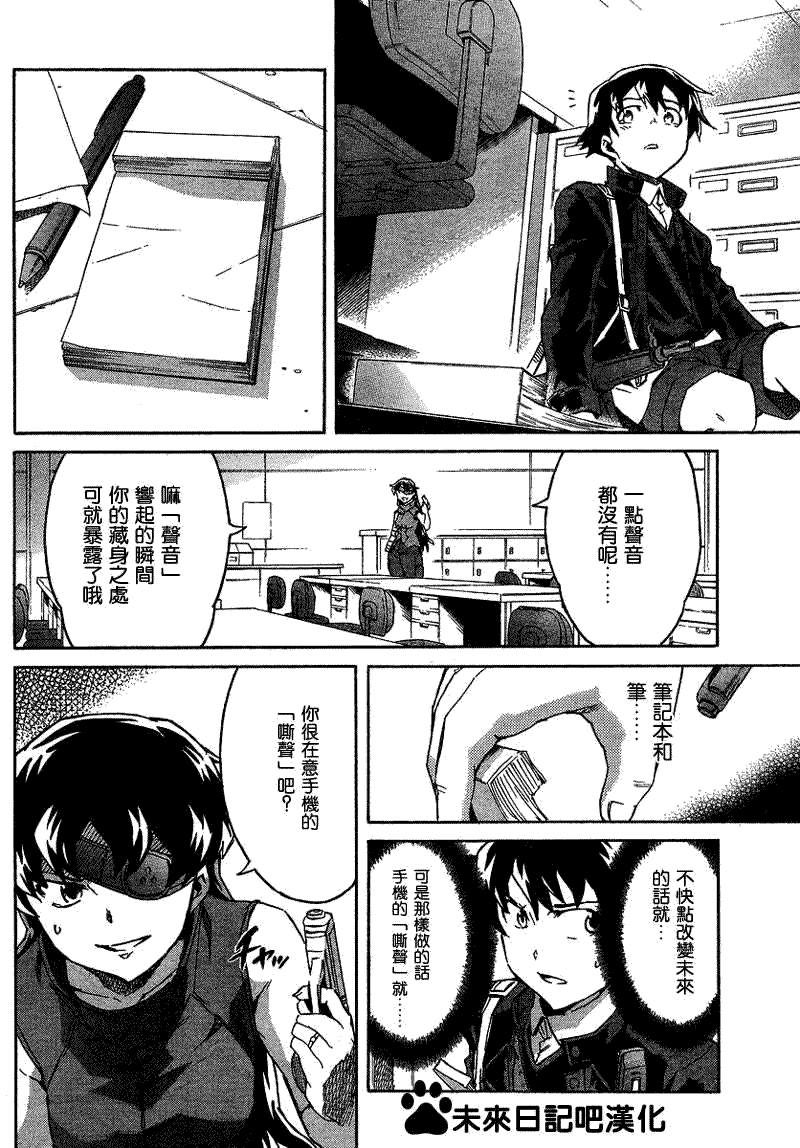 一點聲音
都沒有呢……
嘛「聲音」
響起的瞬間
你的藏身之處
可就暴露了哦
筆記本和
筆…
你很在意手機的
「嘶聲」吧?
チャッ
不快點改變未來
的話就…
可是那樣做的話
手機的「嘶聲」就……
未來日記吧漢化